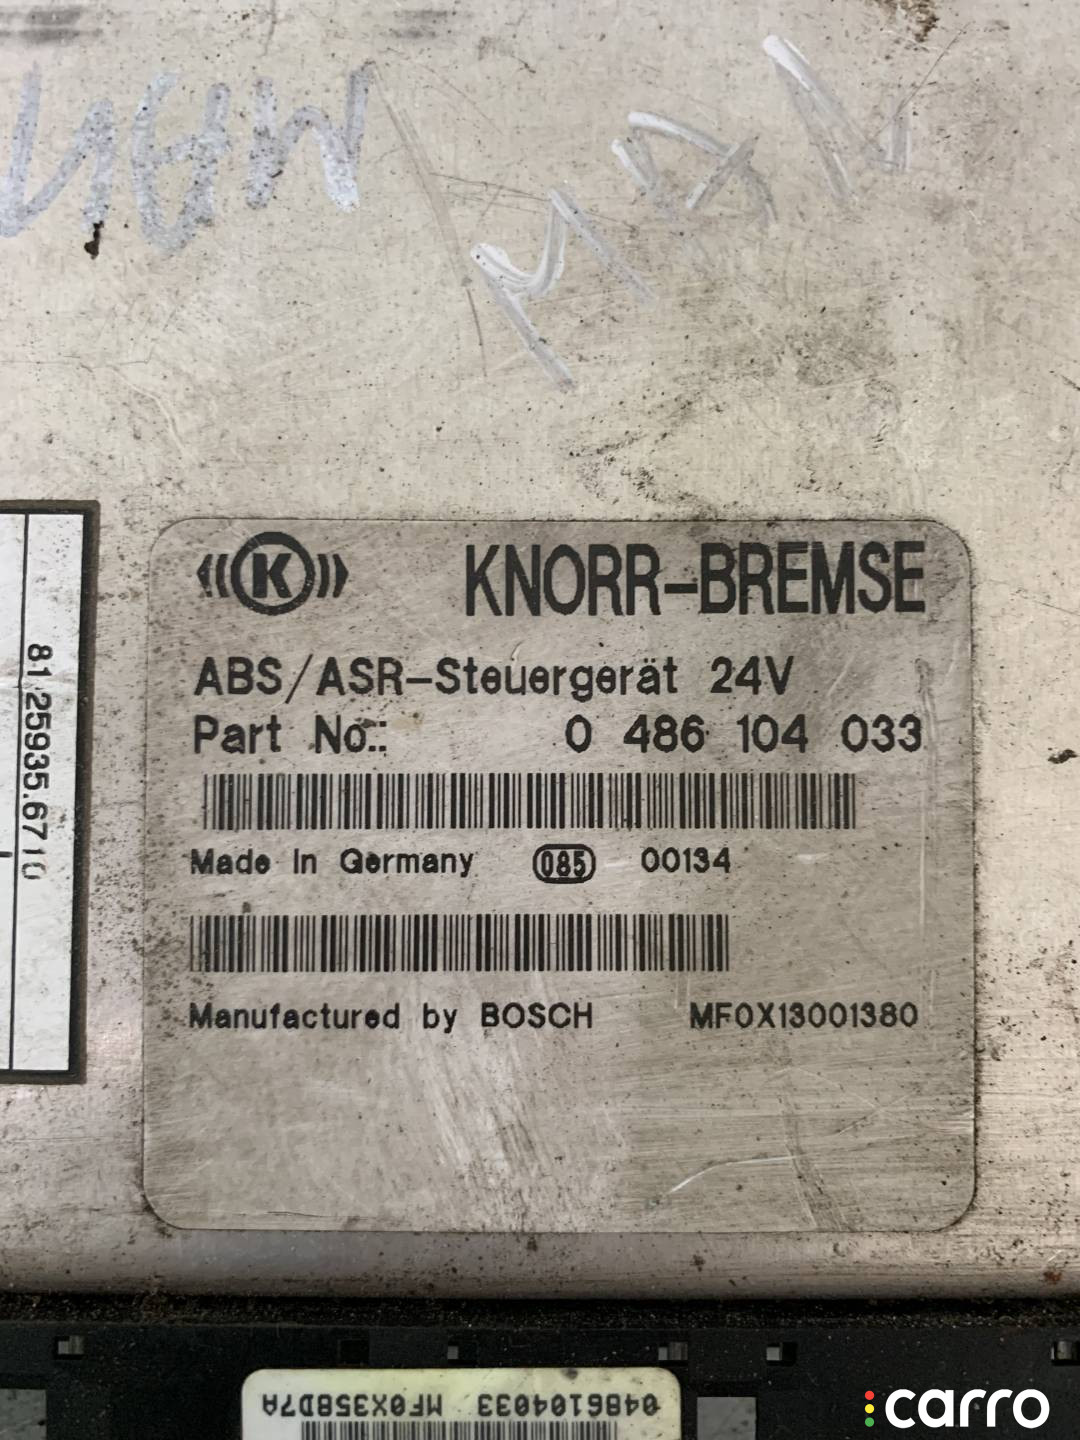 MAN
MAN
K
KNORR-BREMSE
ABS/ASR-Steuergerät 24V
Part No.: 0 486 104 033
Made in Germany 085 00134
Manufactured by BOSCH MF0X13001380
81.25935.6710
0486104033 MF0X358D7A
carro